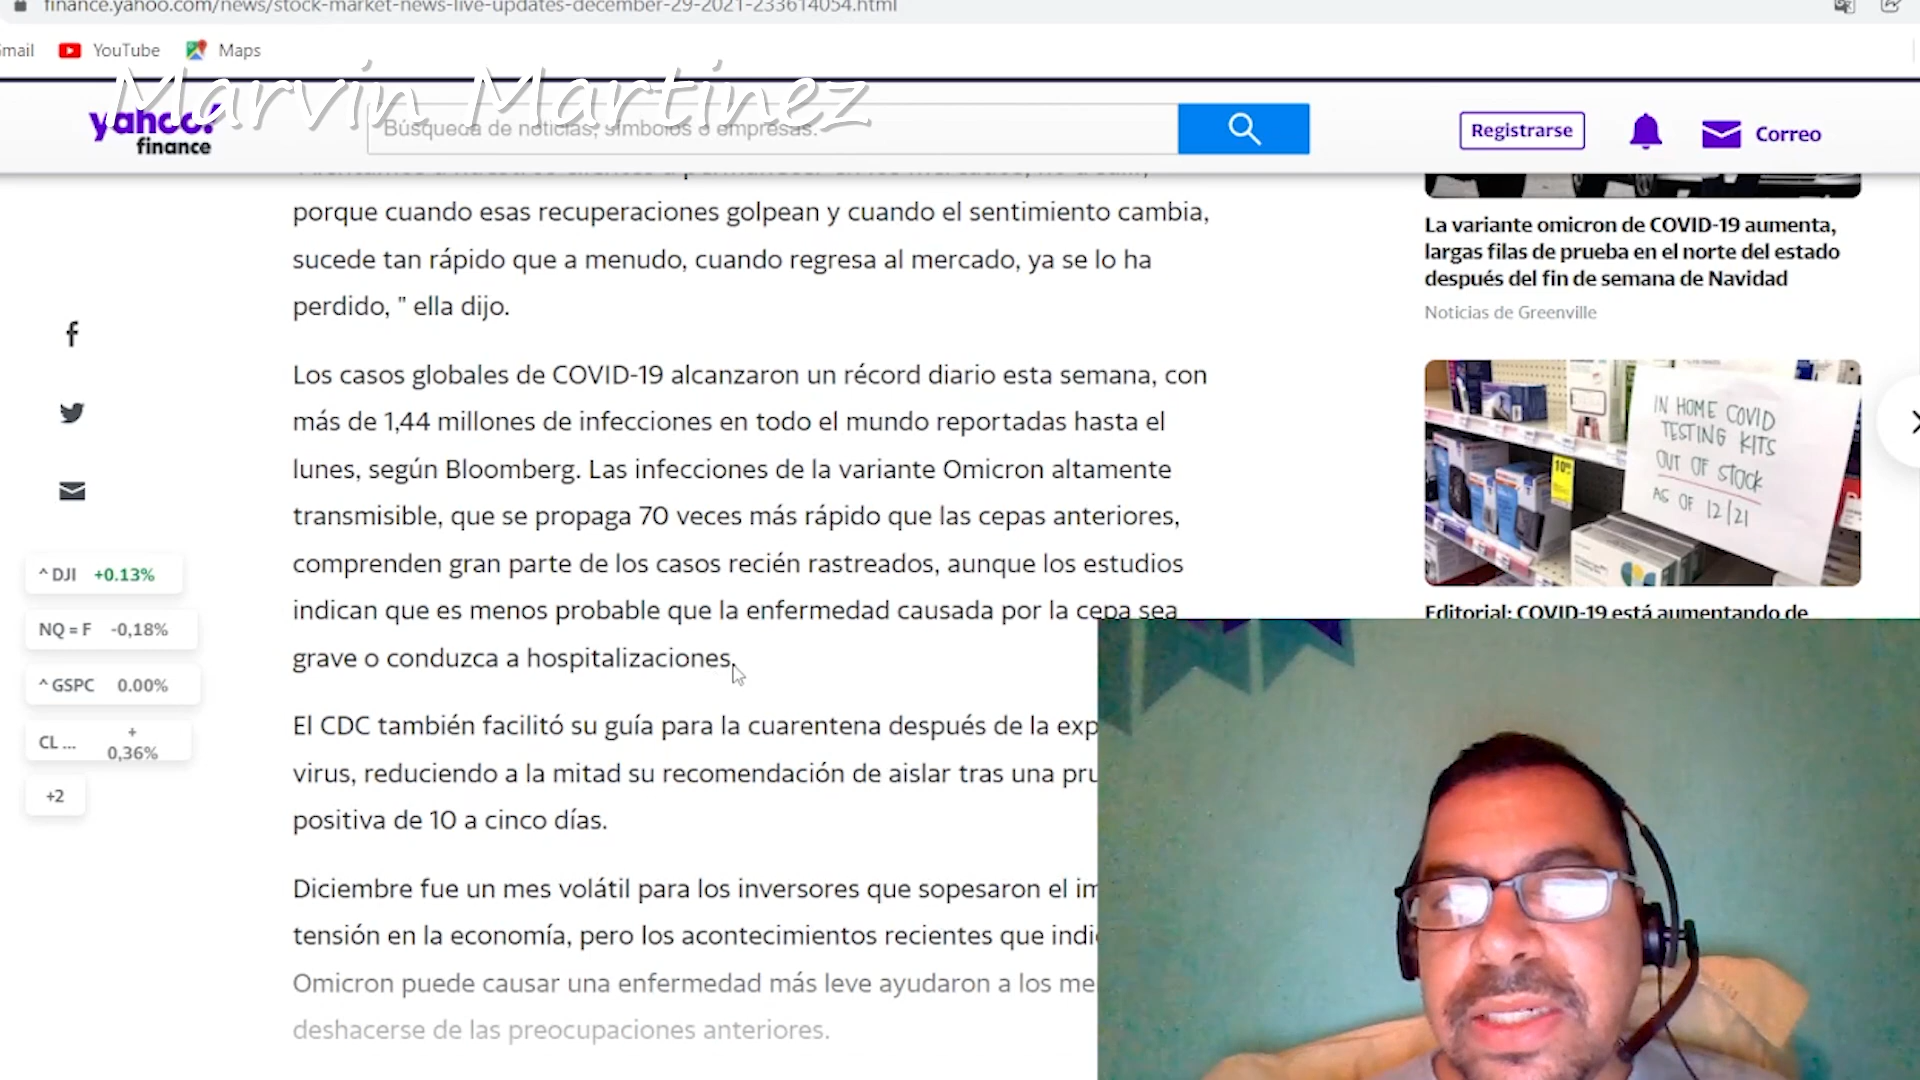 finance.yahoo.com/news/stock-market-news-live-updates-december-29-2021-233614054.html
Gmail
YouTube
Maps
Marvin Martinez
yahoo!
finance
Búsqueda de noticias, símbolos o empresas.
Registrarse
Correo
porque cuando esas recuperaciones golpean y cuando el sentimiento cambia,
sucede tan rápido que a menudo, cuando regresa al mercado, ya se lo ha
perdido, " ella dijo.
Los casos globales de COVID-19 alcanzaron un récord diario esta semana, con
más de 1,44 millones de infecciones en todo el mundo reportadas hasta el
lunes, según Bloomberg. Las infecciones de la variante Omicron altamente
transmisible, que se propaga 70 veces más rápido que las cepas anteriores,
comprenden gran parte de los casos recién rastreados, aunque los estudios
indican que es menos probable que la enfermedad causada por la cepa sea
grave o conduzca a hospitalizaciones.
El CDC también facilitó su guía para la cuarentena después de la exp
virus, reduciendo a la mitad su recomendación de aislar tras una pru
positiva de 10 a cinco días.
Diciembre fue un mes volátil para los inversores que sopesaron el im
tensión en la economía, pero los acontecimientos recientes que indic
Omicron puede causar una enfermedad más leve ayudaron a los me
deshacerse de las preocupaciones anteriores.
^ DJI +0.13%
NQ = F -0,18%
^ GSPC 0.00%
CL ... + 0,36%
+2
La variante omicron de COVID-19 aumenta,
largas filas de prueba en el norte del estado
después del fin de semana de Navidad
Noticias de Greenville
IN HOME COVID
TESTING KITS
OUT OF STOCK
AS OF 12/21
Editorial: COVID-19 está aumentando de